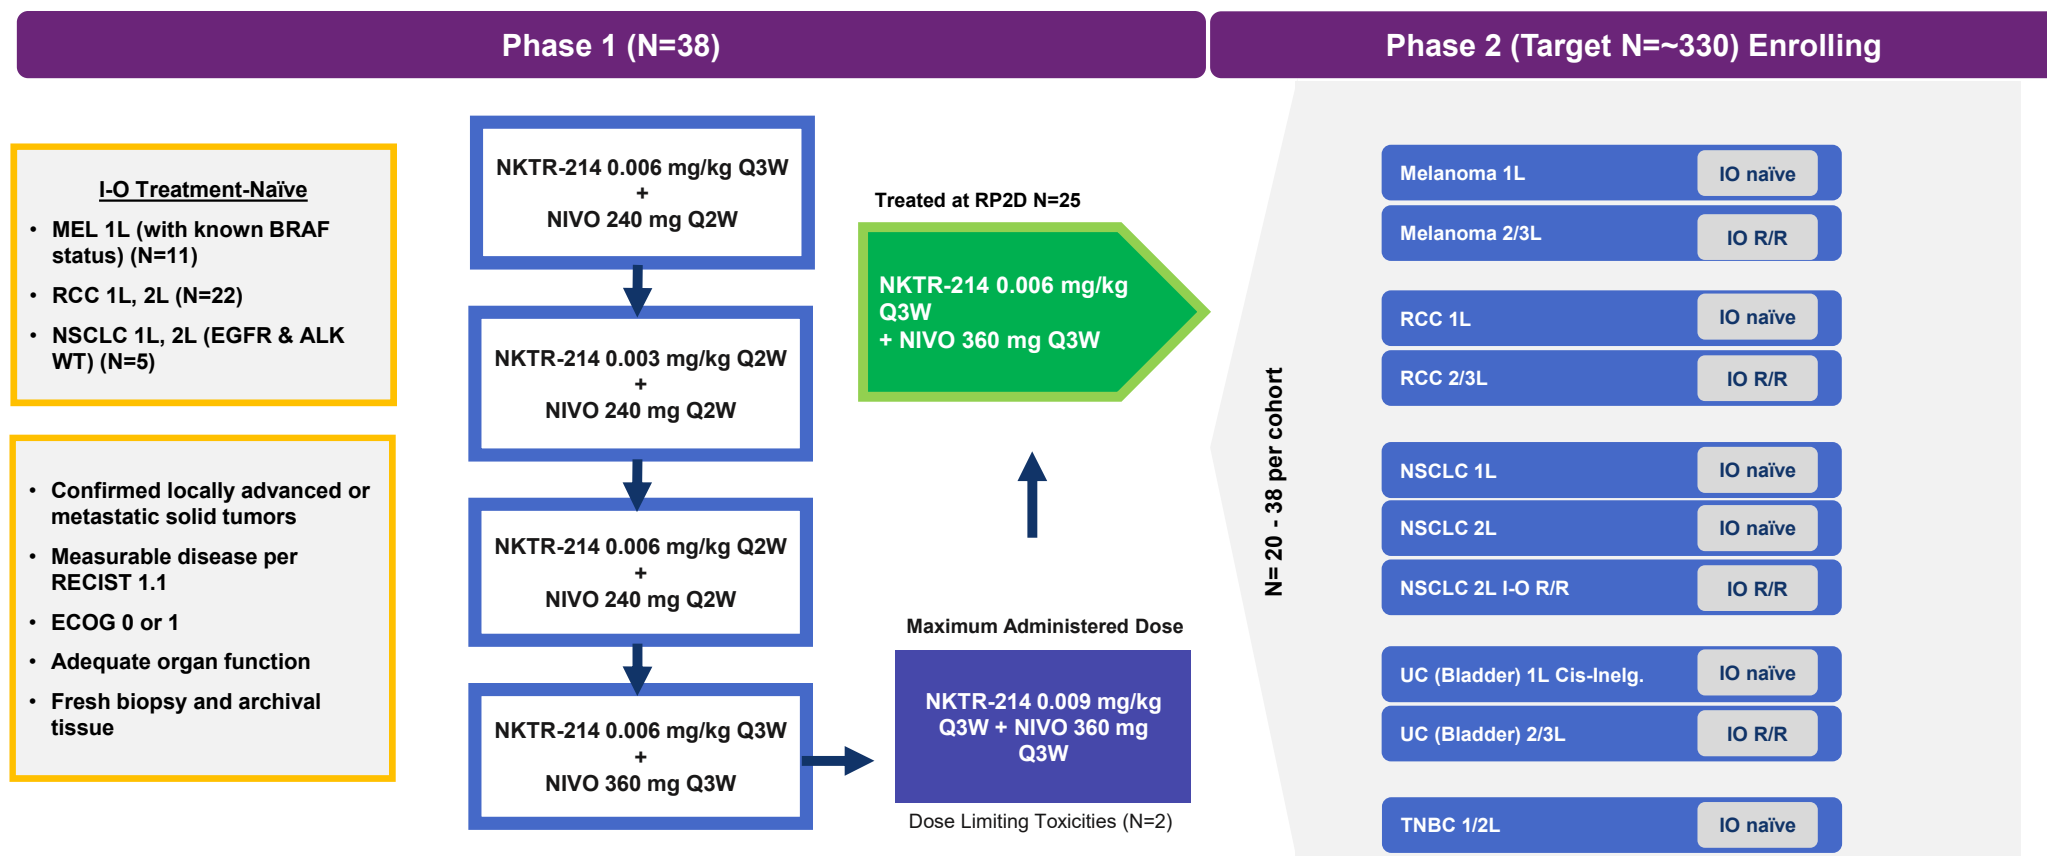 Phase 1 (N=38)
Phase 2 (Target N=~330) Enrolling
I-O Treatment-Naïve
• MEL 1L (with known BRAF
status) (N=11)
• RCC 1L, 2L (N=22)
• NSCLC 1L, 2L (EGFR & ALK
WT) (N=5)
• Confirmed locally advanced or
metastatic solid tumors
• Measurable disease per
RECIST 1.1
• ECOG 0 or 1
• Adequate organ function
• Fresh biopsy and archival
tissue
NKTR-214 0.006 mg/kg Q3W
+
NIVO 240 mg Q2W
NKTR-214 0.003 mg/kg Q2W
+
NIVO 240 mg Q2W
NKTR-214 0.006 mg/kg Q2W
+
NIVO 240 mg Q2W
NKTR-214 0.006 mg/kg Q3W
+
NIVO 360 mg Q3W
Treated at RP2D N=25
NKTR-214 0.006 mg/kg
Q3W
+ NIVO 360 mg Q3W
Maximum Administered Dose
NKTR-214 0.009 mg/kg
Q3W + NIVO 360 mg
Q3W
Dose Limiting Toxicities (N=2)
N= 20 - 38 per cohort
Melanoma 1L IO naïve
Melanoma 2/3L IO R/R
RCC 1L IO naïve
RCC 2/3L IO R/R
NSCLC 1L IO naïve
NSCLC 2L IO naïve
NSCLC 2L I-O R/R IO R/R
UC (Bladder) 1L Cis-Inelg. IO naïve
UC (Bladder) 2/3L IO R/R
TNBC 1/2L IO naïve